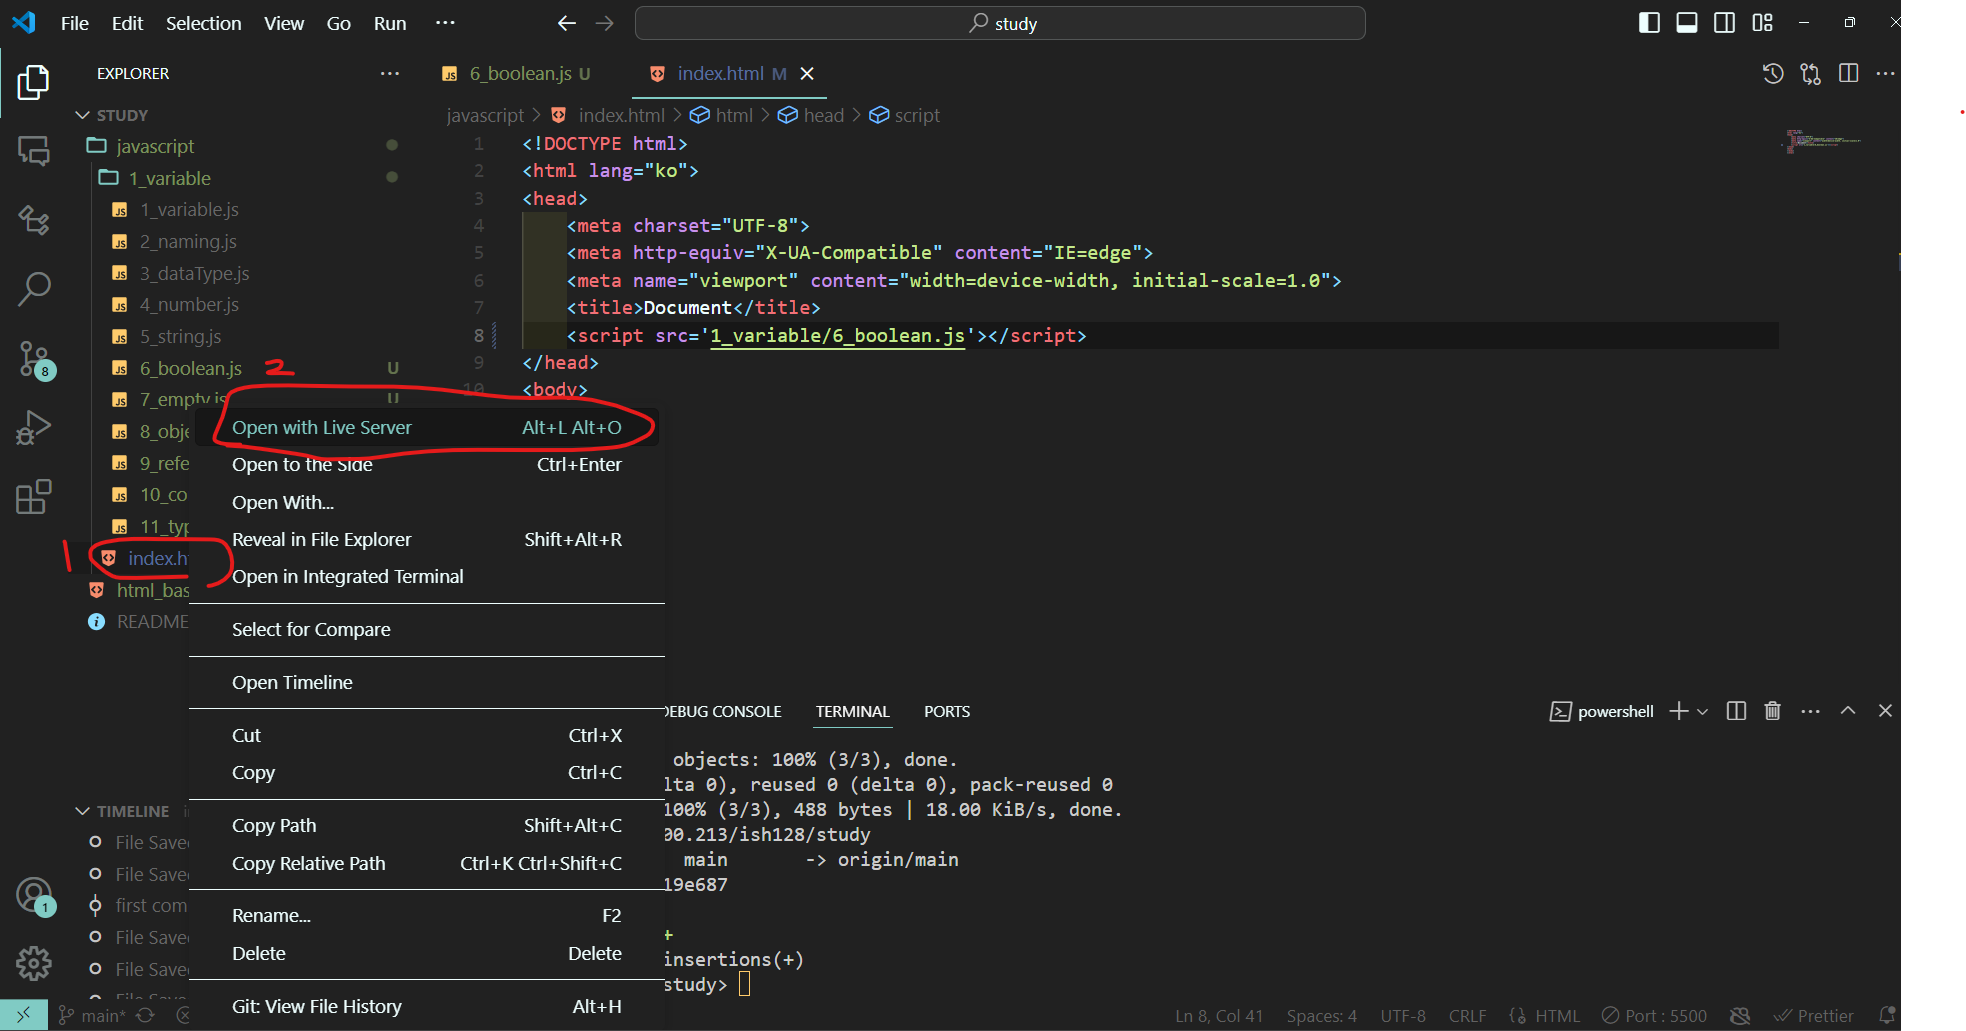 File Edit Selection View Go Run ···
study
EXPLORER ···
STUDY
javascript
1_variable
1_variable.js
2_naming.js
3_dataType.js
4_number.js
5_string.js
6_boolean.js U
2
7_empty.js U
8_obje
9_refe
10_co
11_typ
1
index.h
html_bas
README
TIMELINE
File Save
File Save
first com
File Save
File Save
6_boolean.js U
index.html M
javascript > index.html > html > head > script
1 <!DOCTYPE html>
2 <html lang="ko">
3 <head>
4 <meta charset="UTF-8">
5 <meta http-equiv="X-UA-Compatible" content="IE=edge">
6 <meta name="viewport" content="width=device-width, initial-scale=1.0">
7 <title>Document</title>
8 <script src='1_variable/6_boolean.js'></script>
9 </head>
10 <body>
Open with Live Server Alt+L Alt+O
Open to the Side Ctrl+Enter
Open With...
Reveal in File Explorer Shift+Alt+R
Open in Integrated Terminal
Select for Compare
Open Timeline
Cut Ctrl+X
Copy Ctrl+C
Copy Path Shift+Alt+C
Copy Relative Path Ctrl+K Ctrl+Shift+C
Rename... F2
Delete Delete
Git: View File History Alt+H
DEBUG CONSOLE TERMINAL PORTS
powershell
objects: 100% (3/3), done.
lta 0), reused 0 (delta 0), pack-reused 0
100% (3/3), 488 bytes | 18.00 KiB/s, done.
00.213/ish128/study
main -> origin/main
19e687
+
insertions(+)
study>
8
1
main*
Ln 8, Col 41 Spaces: 4 UTF-8 CRLF HTML Port : 5500 Prettier